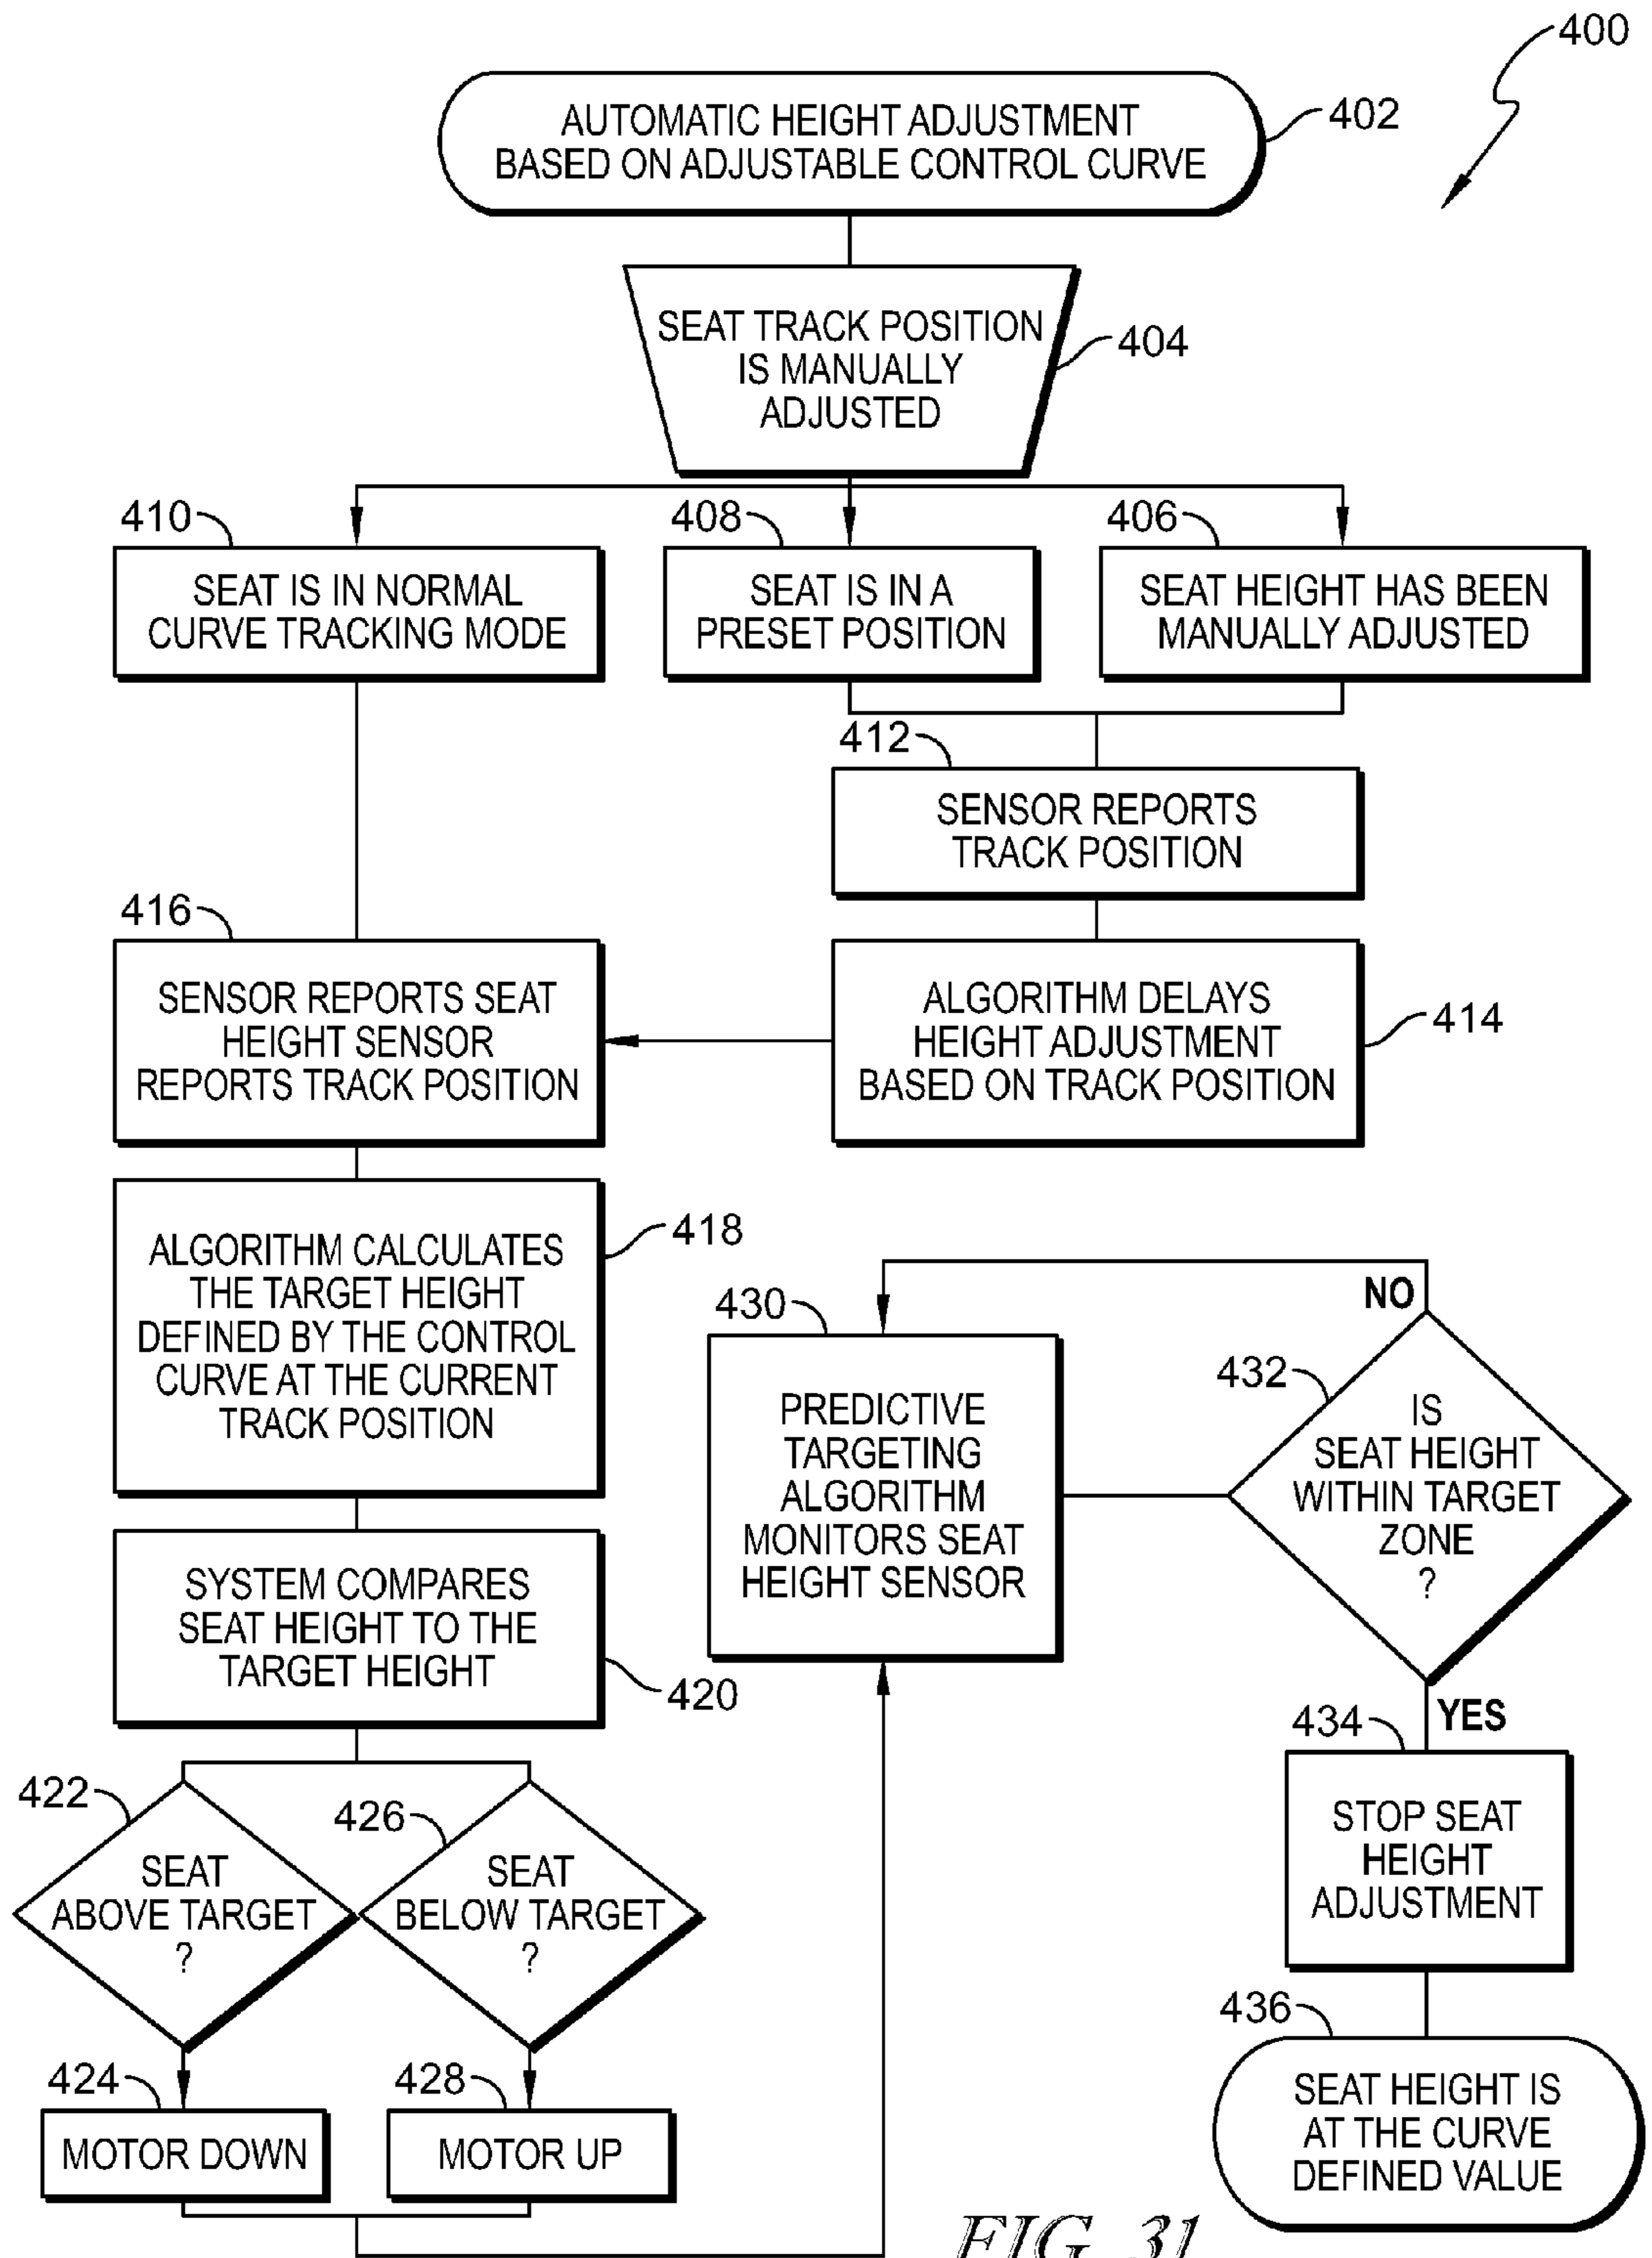 400
AUTOMATIC HEIGHT ADJUSTMENT
BASED ON ADJUSTABLE CONTROL CURVE
402
SEAT TRACK POSITION
IS MANUALLY
ADJUSTED
404
410
408
406
SEAT IS IN NORMAL
CURVE TRACKING MODE
SEAT IS IN A
PRESET POSITION
SEAT HEIGHT HAS BEEN
MANUALLY ADJUSTED
412
SENSOR REPORTS
TRACK POSITION
416
SENSOR REPORTS SEAT
HEIGHT SENSOR
REPORTS TRACK POSITION
ALGORITHM DELAYS
HEIGHT ADJUSTMENT
BASED ON TRACK POSITION
414
ALGORITHM CALCULATES
THE TARGET HEIGHT
DEFINED BY THE CONTROL
CURVE AT THE CURRENT
TRACK POSITION
418
SYSTEM COMPARES
SEAT HEIGHT TO THE
TARGET HEIGHT
420
422
SEAT
ABOVE TARGET
?
426
SEAT
BELOW TARGET
?
424
MOTOR DOWN
428
MOTOR UP
430
PREDICTIVE
TARGETING
ALGORITHM
MONITORS SEAT
HEIGHT SENSOR
NO
432
IS
SEAT HEIGHT
WITHIN TARGET
ZONE
?
YES
434
STOP SEAT
HEIGHT
ADJUSTMENT
436
SEAT HEIGHT IS
AT THE CURVE
DEFINED VALUE
FIG. 31